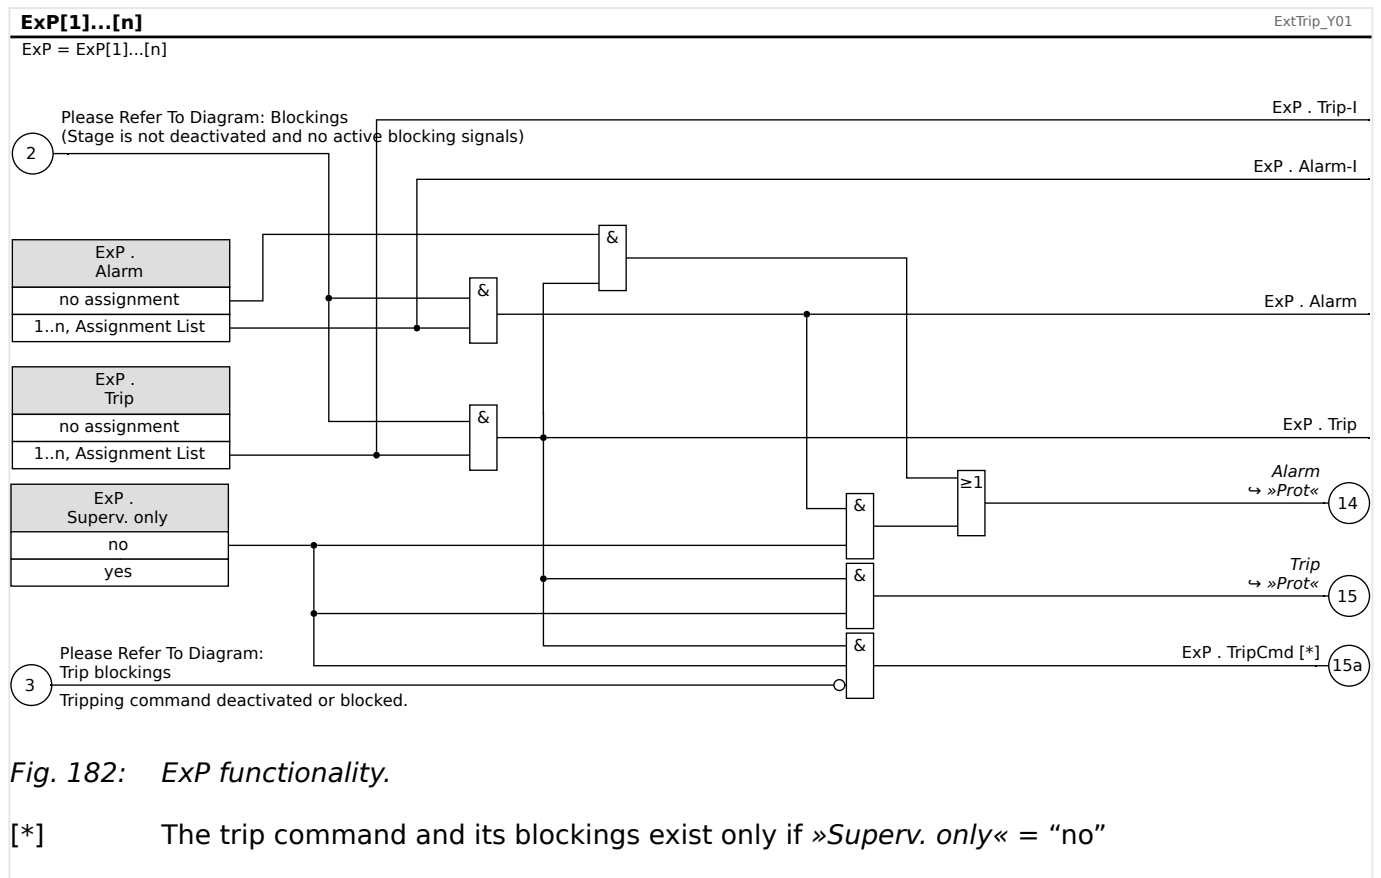 ExP[1]...[n]
ExtTrip_Y01
ExP = ExP[1]...[n]
Please Refer To Diagram: Blockings
(Stage is not deactivated and no active blocking signals)
2
ExP . Trip-I
ExP . Alarm-I
ExP .
Alarm
no assignment
1..n, Assignment List
&
&
ExP . Alarm
ExP .
Trip
no assignment
1..n, Assignment List
&
ExP . Trip
ExP .
Superv. only
no
yes
&
≥1
Alarm
↪ »Prot«
14
&
Trip
↪ »Prot«
15
&
ExP . TripCmd [*]
15a
Please Refer To Diagram:
Trip blockings
3
Tripping command deactivated or blocked.
Fig. 182: ExP functionality.
[*] The trip command and its blockings exist only if »Superv. only« = “no”